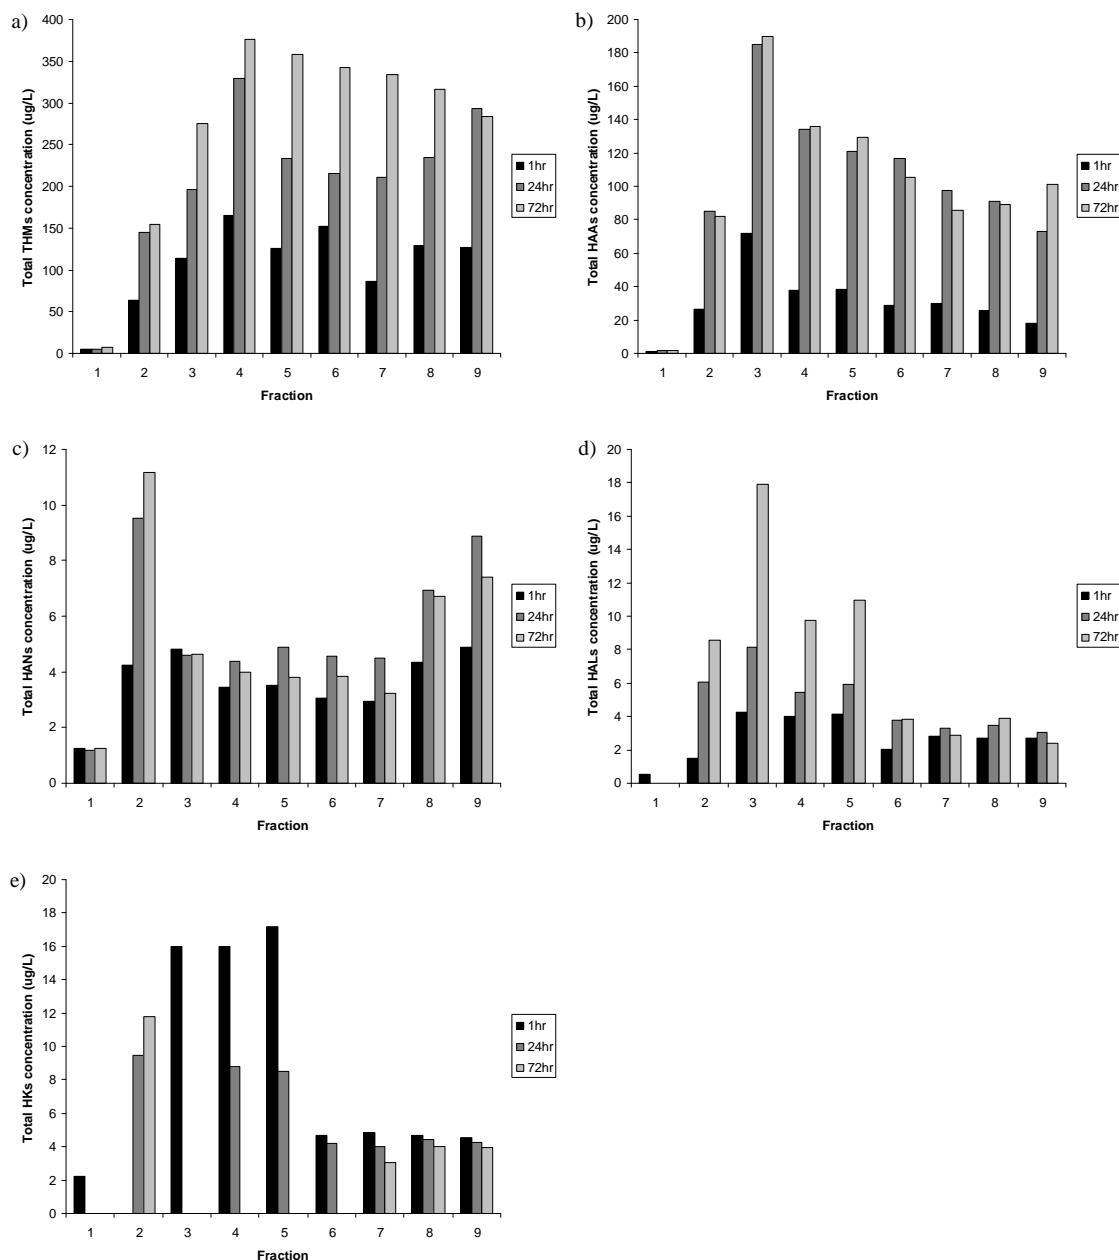 a)
Total THMs concentration (ug/L)
400
350
300
250
200
150
100
50
0
1 2 3 4 5 6 7 8 9
Fraction
1hr
24hr
72hr
b)
Total HAAs concentration (ug/L)
200
180
160
140
120
100
80
60
40
20
0
1 2 3 4 5 6 7 8 9
Fraction
1hr
24hr
72hr
c)
Total HANs concentration (ug/L)
12
10
8
6
4
2
0
1 2 3 4 5 6 7 8 9
Fraction
1hr
24hr
72hr
d)
Total HALs concentration (ug/L)
20
18
16
14
12
10
8
6
4
2
0
1 2 3 4 5 6 7 8 9
Fraction
1hr
24hr
72hr
e)
Total HKs concentration (ug/L)
20
18
16
14
12
10
8
6
4
2
0
1 2 3 4 5 6 7 8 9
Fraction
1hr
24hr
72hr